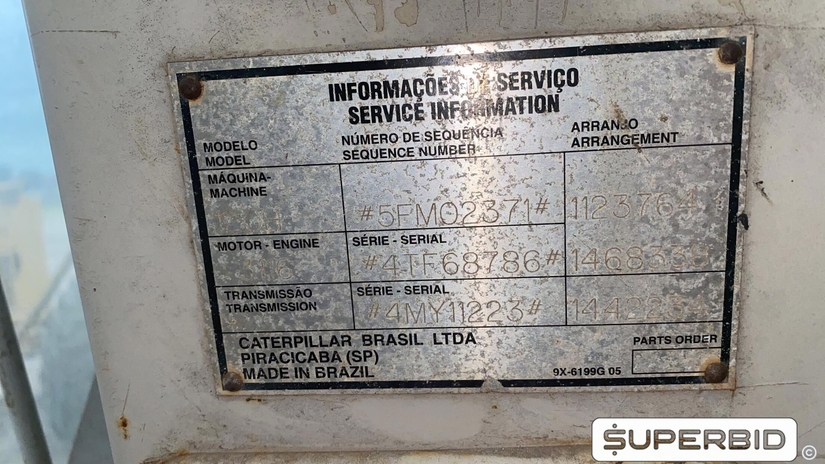 INFORMAÇÕES DE SERVIÇO
SERVICE INFORMATION
MODELO
MODEL
NÚMERO DE SEQUÊNCIA
SEQUENCE NUMBER
ARRANJO
ARRANGEMENT
MÁQUINA-
MACHINE
#5FM02371#
1123764
MOTOR - ENGINE
SÉRIE - SERIAL
#4TF68786#
TRANSMISSÃO
TRANSMISSION
SÉRIE - SERIAL
#4MY11223#
CATERPILLAR BRASIL LTDA
PIRACICABA (SP)
MADE IN BRAZIL
PARTS ORDER
9X-6199G 05
SUPERBID
©